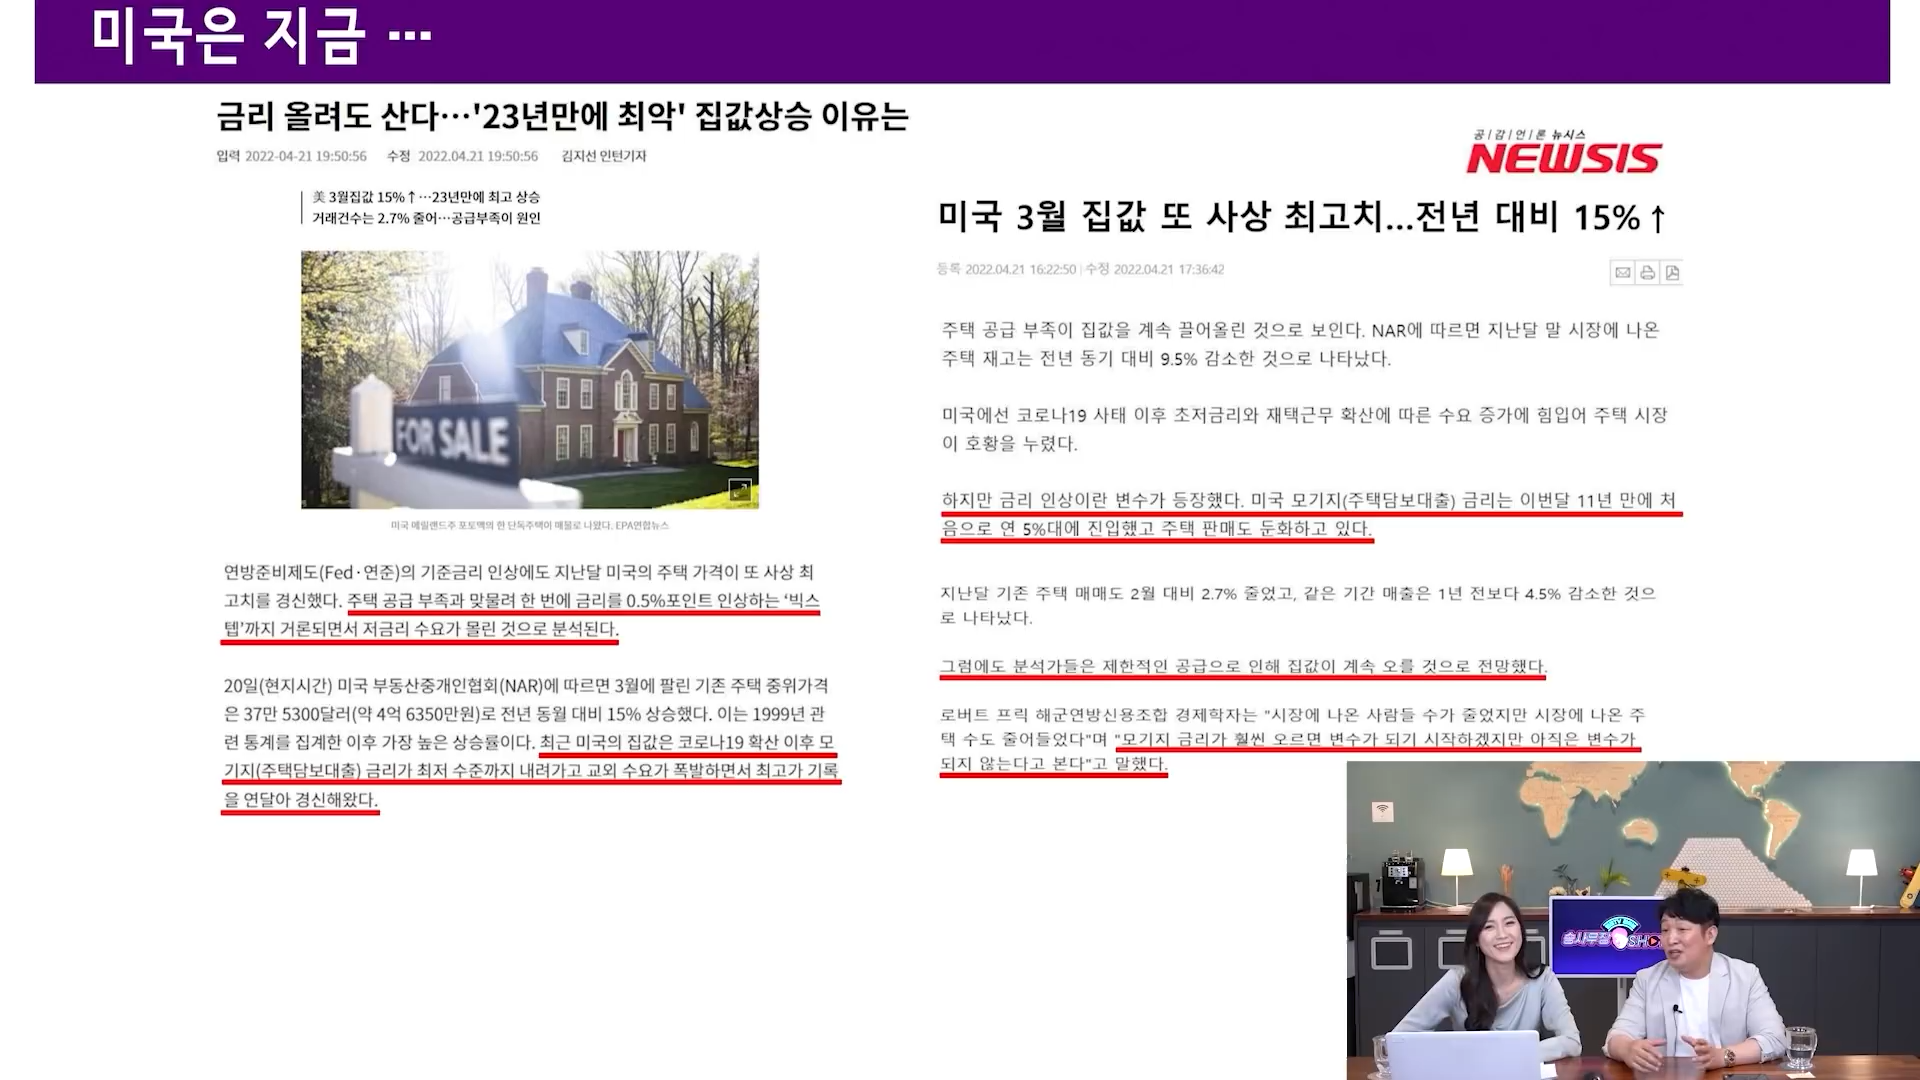 미국은 지금 …
금리 올려도 산다…'23년만에 최악' 집값상승 이유는
입력 2022-04-21 19:50:56 수정 2022.04.21 19:50:56 김지선 인턴기자
美 3월집값 15%↑…23년만에 최고 상승
거래건수는 2.7% 줄어…공급부족이 원인
FOR SALE
미국 메릴랜드주 포토맥의 한 단독주택이 매물로 나왔다. EPA연합뉴스
연방준비제도(Fed·연준)의 기준금리 인상에도 지난달 미국의 주택 가격이 또 사상 최
고치를 경신했다. 주택 공급 부족과 맞물려 한 번에 금리를 0.5%포인트 인상하는 ‘빅스
텝’까지 거론되면서 저금리 수요가 몰린 것으로 분석된다.
20일(현지시간) 미국 부동산중개인협회(NAR)에 따르면 3월에 팔린 기존 주택 중위가격
은 37만 5300달러(약 4억 6350만원)로 전년 동월 대비 15% 상승했다. 이는 1999년 관
련 통계를 집계한 이후 가장 높은 상승률이다. 최근 미국의 집값은 코로나19 확산 이후 모
기지(주택담보대출) 금리가 최저 수준까지 내려가고 교외 수요가 폭발하면서 최고가 기록
을 연달아 경신해왔다.
공|감|언|론 뉴시스
NEWSIS
미국 3월 집값 또 사상 최고치...전년 대비 15%↑
등록 2022.04.21 16:22:50 | 수정 2022.04.21 17:36:42
주택 공급 부족이 집값을 계속 끌어올린 것으로 보인다. NAR에 따르면 지난달 말 시장에 나온
주택 재고는 전년 동기 대비 9.5% 감소한 것으로 나타났다.
미국에선 코로나19 사태 이후 초저금리와 재택근무 확산에 따른 수요 증가에 힘입어 주택 시장
이 호황을 누렸다.
하지만 금리 인상이란 변수가 등장했다. 미국 모기지(주택담보대출) 금리는 이번달 11년 만에 처
음으로 연 5%대에 진입했고 주택 판매도 둔화하고 있다.
지난달 기존 주택 매매도 2월 대비 2.7% 줄었고, 같은 기간 매출은 1년 전보다 4.5% 감소한 것으
로 나타났다.
그럼에도 분석가들은 제한적인 공급으로 인해 집값이 계속 오를 것으로 전망했다.
로버트 프릭 해군연방신용조합 경제학자는 "시장에 나온 사람들 수가 줄었지만 시장에 나온 주
택 수도 줄어들었다"며 "모기지 금리가 훨씬 오르면 변수가 되기 시작하겠지만 아직은 변수가
되지 않는다고 본다"고 말했다.
송사무장